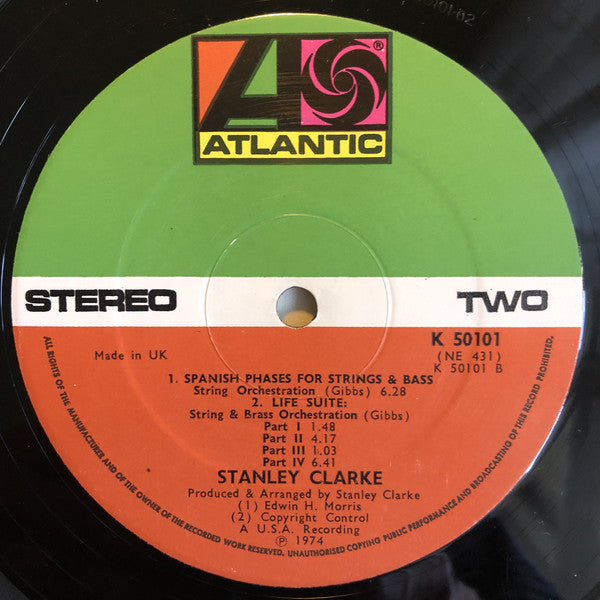 ATLANTIC ®
STEREO
TWO
K 50101
(NE 431)
K 50101 B
Made in UK
1. SPANISH PHASES FOR STRINGS & BASS
String Orchestration (Gibbs) 6.28
2. LIFE SUITE:
String & Brass Orchestration (Gibbs)
Part I 1.48
Part II 4.17
Part III 1.03
Part IV 6.41
STANLEY CLARKE
Produced & Arranged by Stanley Clarke
(1) Edwin H. Morris
(2) Copyright Control
A U.S.A. Recording
℗ 1974
ALL RIGHTS OF THE MANUFACTURER AND OF THE OWNER OF THE RECORDED WORK RESERVED. UNAUTHORISED COPYING PUBLIC PERFORMANCE AND BROADCASTING OF THIS RECORD PROHIBITED.